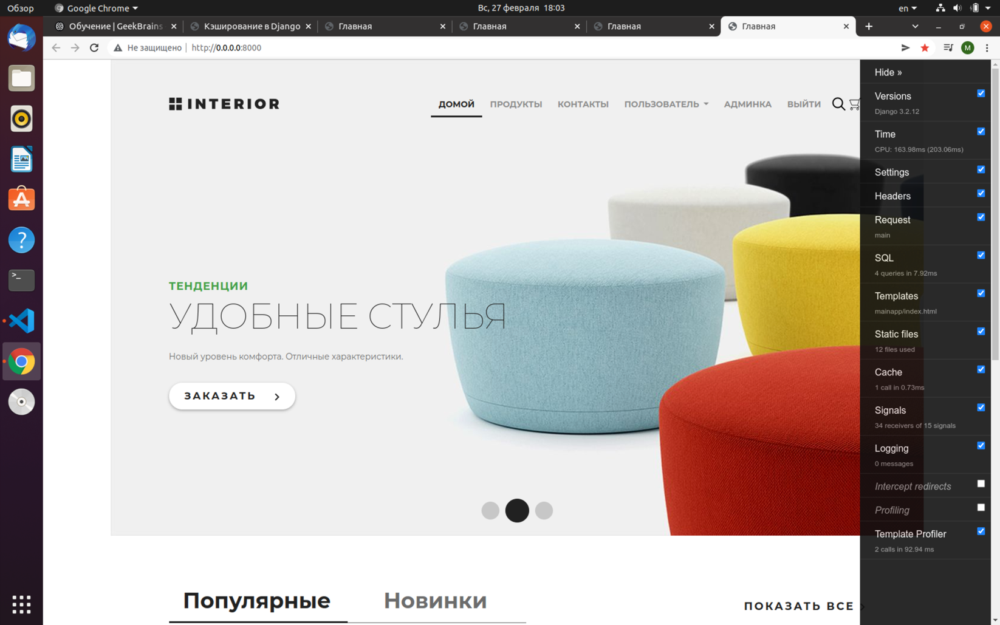 Обзор
Google Chrome
Вс, 27 февраля 18:03
en
Обучение | GeekBrains
Кэширование в Django
Главная
Главная
Главная
Главная
Не защищено
http://0.0.0.0:8000
M
INTERIOR
ДОМОЙ
ПРОДУКТЫ
КОНТАКТЫ
ПОЛЬЗОВАТЕЛЬ
АДМИНКА
ВЫЙТИ
ТЕНДЕНЦИИ
УДОБНЫЕ СТУЛЬЯ
Новый уровень комфорта. Отличные характеристики.
ЗАКАЗАТЬ
Популярные
Новинки
ПОКАЗАТЬ ВСЕ
Hide »
Versions
Django 3.2.12
Time
CPU: 163.98ms (203.06ms)
Settings
Headers
Request
main
SQL
4 queries in 7.92ms
Templates
mainapp/index.html
Static files
12 files used
Cache
1 call in 0.73ms
Signals
34 receivers of 15 signals
Logging
0 messages
Intercept redirects
Profiling
Template Profiler
2 calls in 92.94 ms